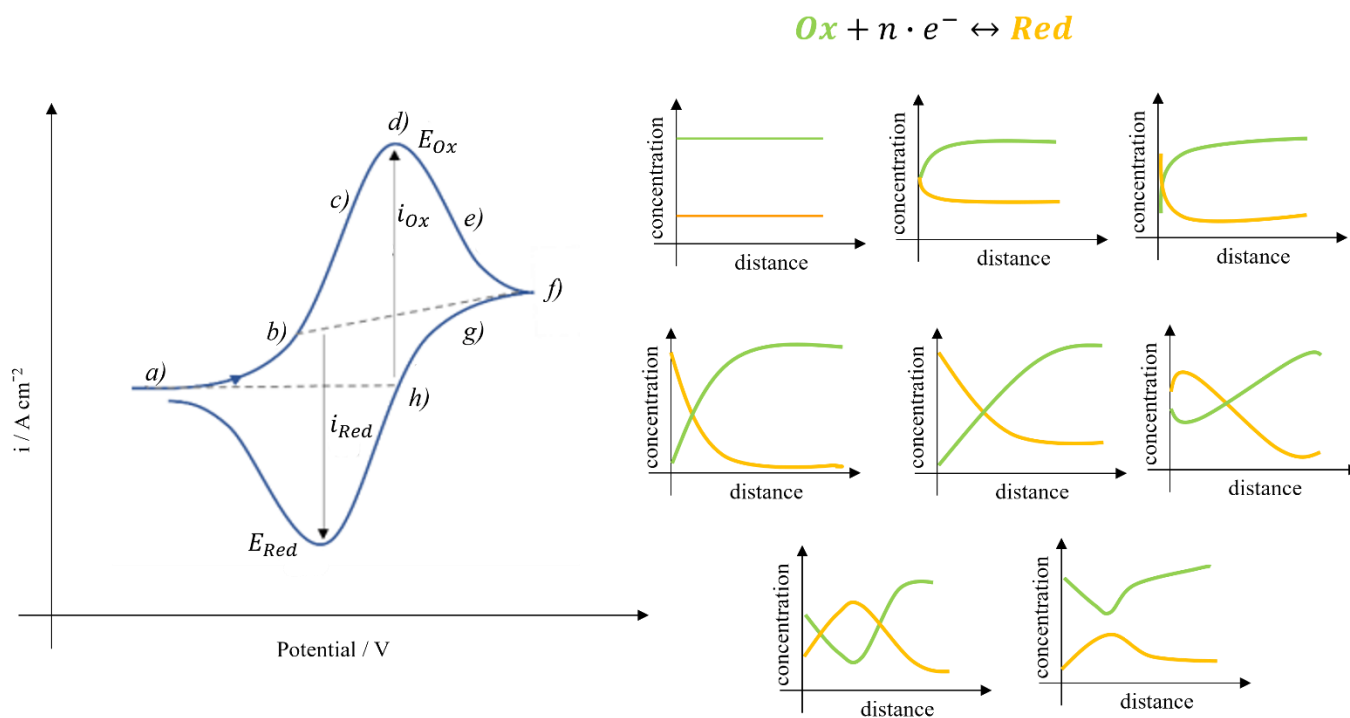 Ox + n · e⁻ ↔ Red
d)
E_Ox
c)
i_Ox
e)
b)
f)
g)
a)
h)
i_Red
E_Red
i / A cm⁻²
Potential / V
concentration
distance
concentration
distance
concentration
distance
concentration
distance
concentration
distance
concentration
distance
concentration
distance
concentration
distance